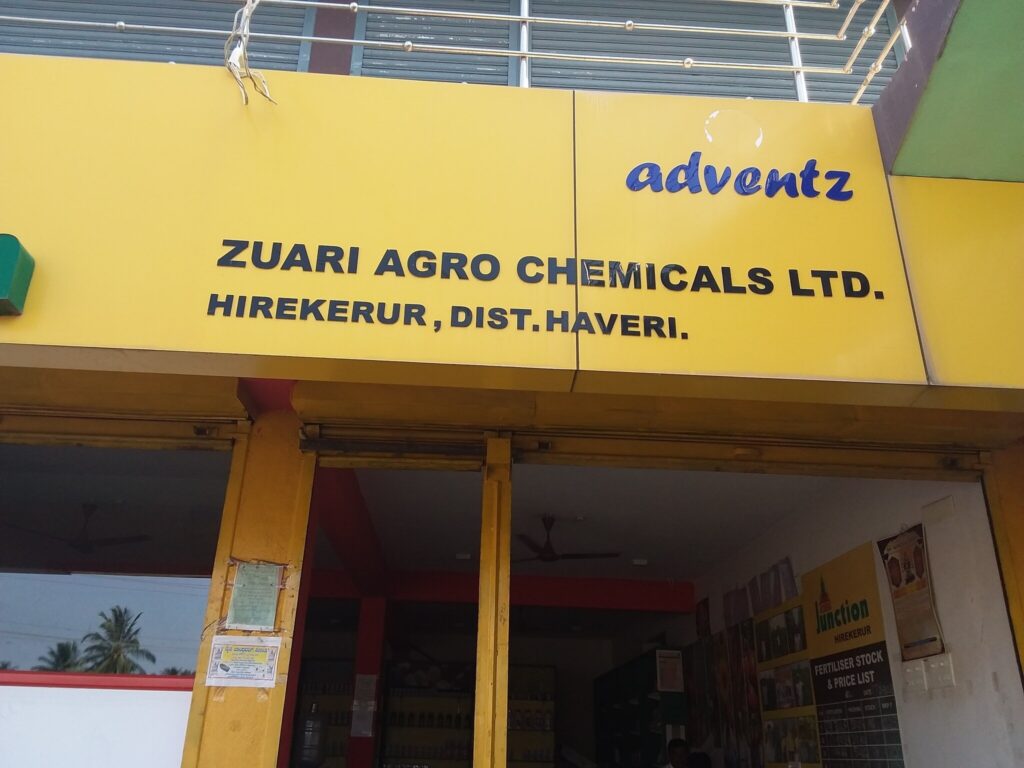 adventz
ZUARI AGRO CHEMICALS LTD.
HIREKERUR, DIST. HAVERI.
Junction
HIREKERUR
FERTILISER STOCK
& PRICE LIST